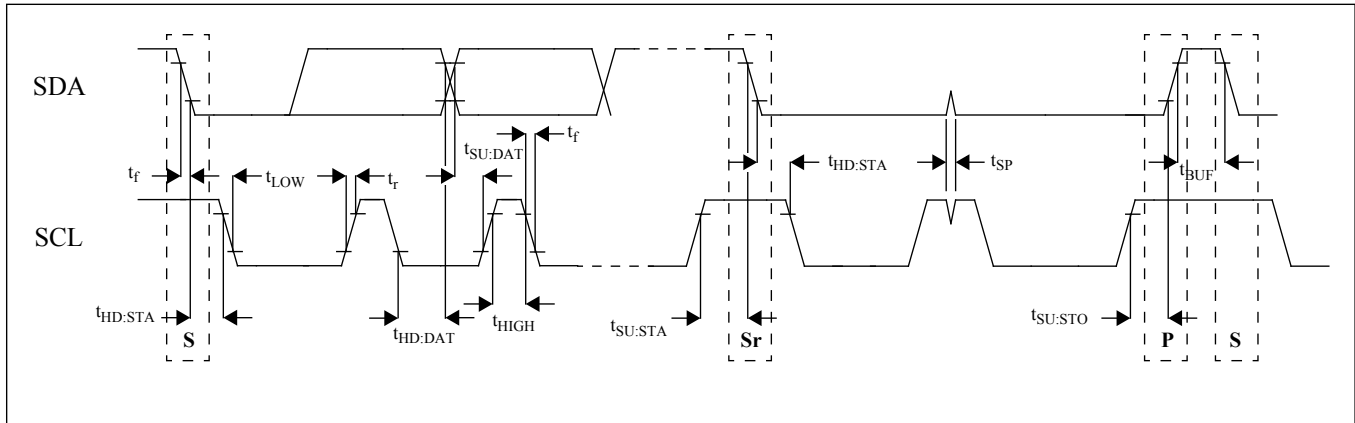 SDA
t_SU:DAT
t_f
t_HD:STA
t_SP
t_BUF
t_f
t_LOW
t_r
SCL
t_HD:STA
t_HD:DAT
t_HIGH
t_SU:STA
t_SU:STO
S
Sr
P
S